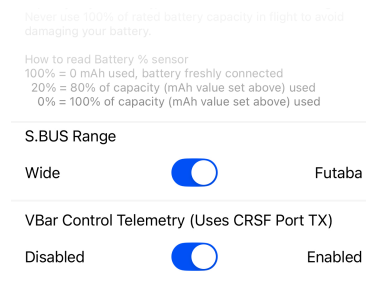 Never use 100% of rated battery capacity in flight to avoid
damaging your battery.
How to read Battery % sensor
100% = 0 mAh used, battery freshly connected
20% = 80% of capacity (mAh value set above) used
0% = 100% of capacity (mAh value set above) used
S.BUS Range
Wide Futaba
VBar Control Telemetry (Uses CRSF Port TX)
Disabled Enabled